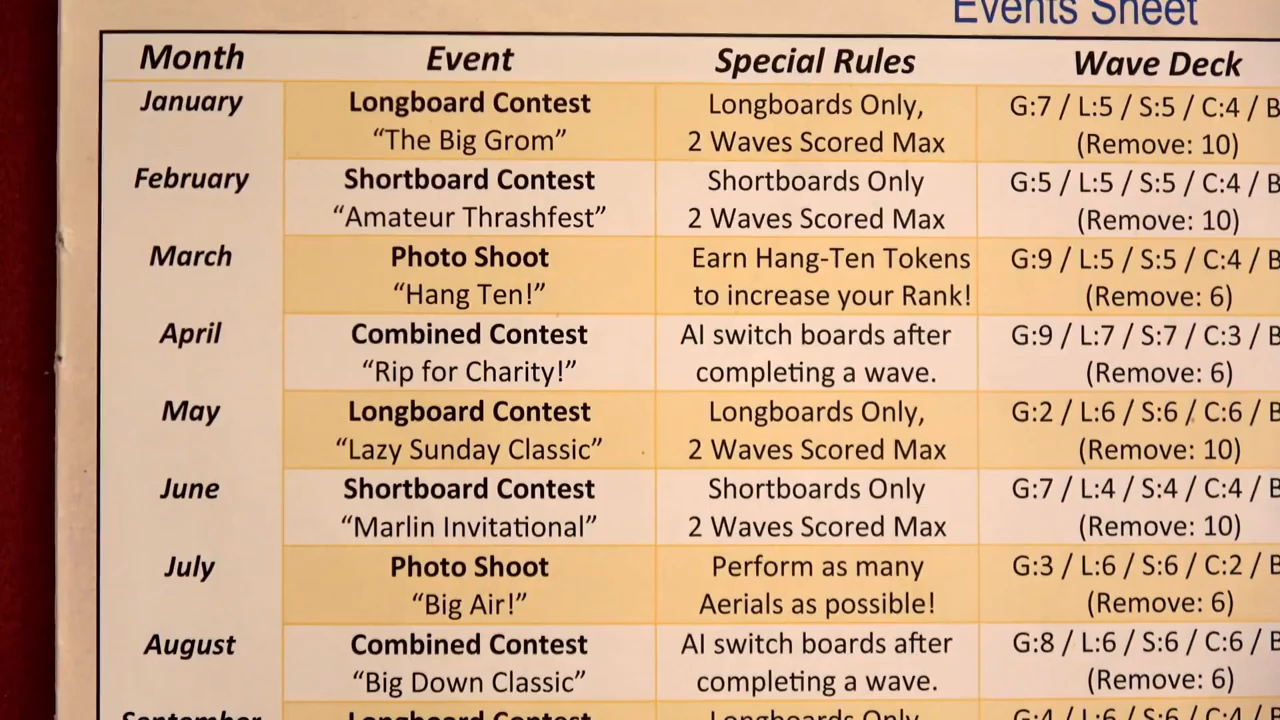 Events Sheet
Month Event Special Rules Wave Deck
January Longboard Contest Longboards Only, G:7 / L:5 / S:5 / C:4 / B
“The Big Grom” 2 Waves Scored Max (Remove: 10)
February Shortboard Contest Shortboards Only G:5 / L:5 / S:5 / C:4 / B
“Amateur Thrashfest” 2 Waves Scored Max (Remove: 10)
March Photo Shoot Earn Hang-Ten Tokens G:9 / L:5 / S:5 / C:4 / B
“Hang Ten!” to increase your Rank! (Remove: 6)
April Combined Contest AI switch boards after G:9 / L:7 / S:7 / C:3 / B
“Rip for Charity!” completing a wave. (Remove: 6)
May Longboard Contest Longboards Only, G:2 / L:6 / S:6 / C:6 / B
“Lazy Sunday Classic” 2 Waves Scored Max (Remove: 10)
June Shortboard Contest Shortboards Only G:7 / L:4 / S:4 / C:4 / B
“Marlin Invitational” 2 Waves Scored Max (Remove: 10)
July Photo Shoot Perform as many G:3 / L:6 / S:6 / C:2 / B
“Big Air!” Aerials as possible! (Remove: 6)
August Combined Contest AI switch boards after G:8 / L:6 / S:6 / C:6 / B
“Big Down Classic” completing a wave. (Remove: 6)
September Longboard Contest Longboards Only, G:4 / L:6 / S:6 / C:4 / B